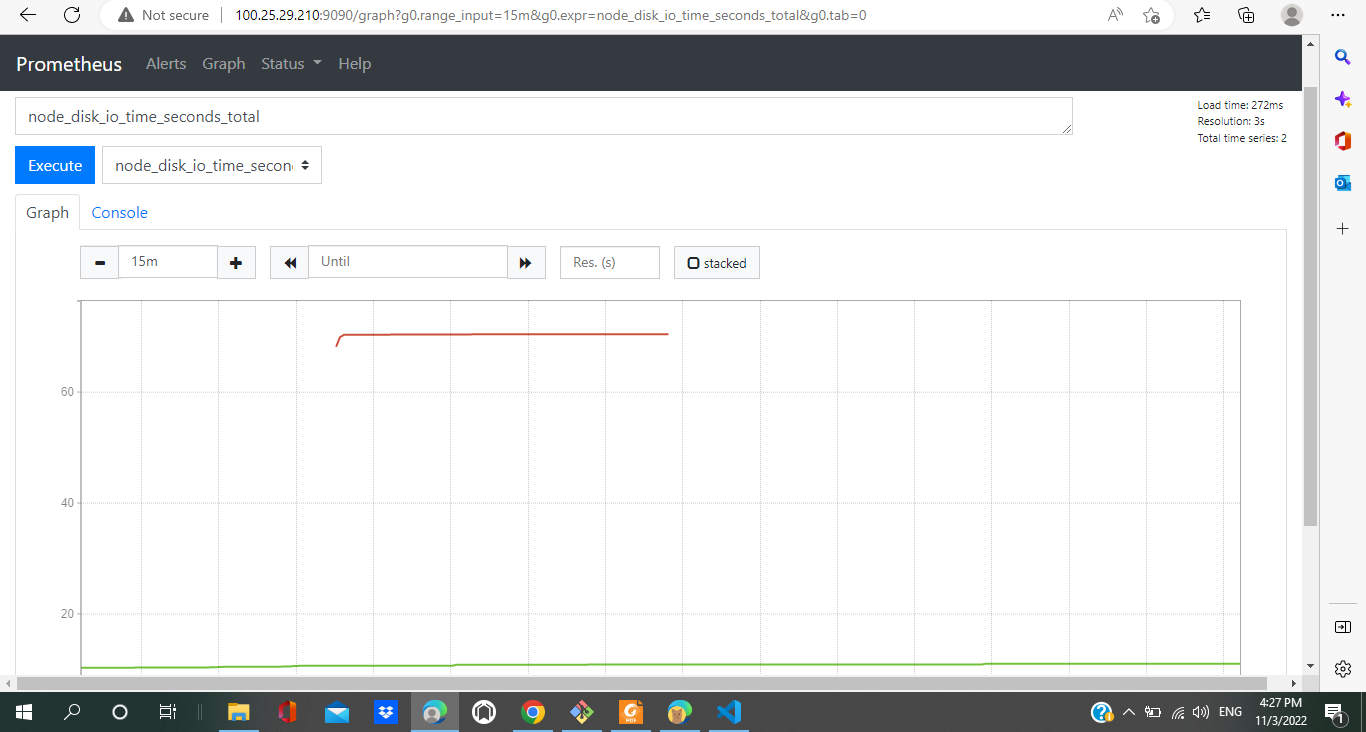 Not secure
100.25.29.210:9090/graph?g0.range_input=15m&g0.expr=node_disk_io_time_seconds_total&g0.tab=0
Prometheus Alerts Graph Status Help
node_disk_io_time_seconds_total
Load time: 272ms
Resolution: 3s
Total time series: 2
Execute node_disk_io_time_secon
Graph Console
15m Until Res. (s) stacked
60
40
20
ENG
4:27 PM
11/3/2022
1